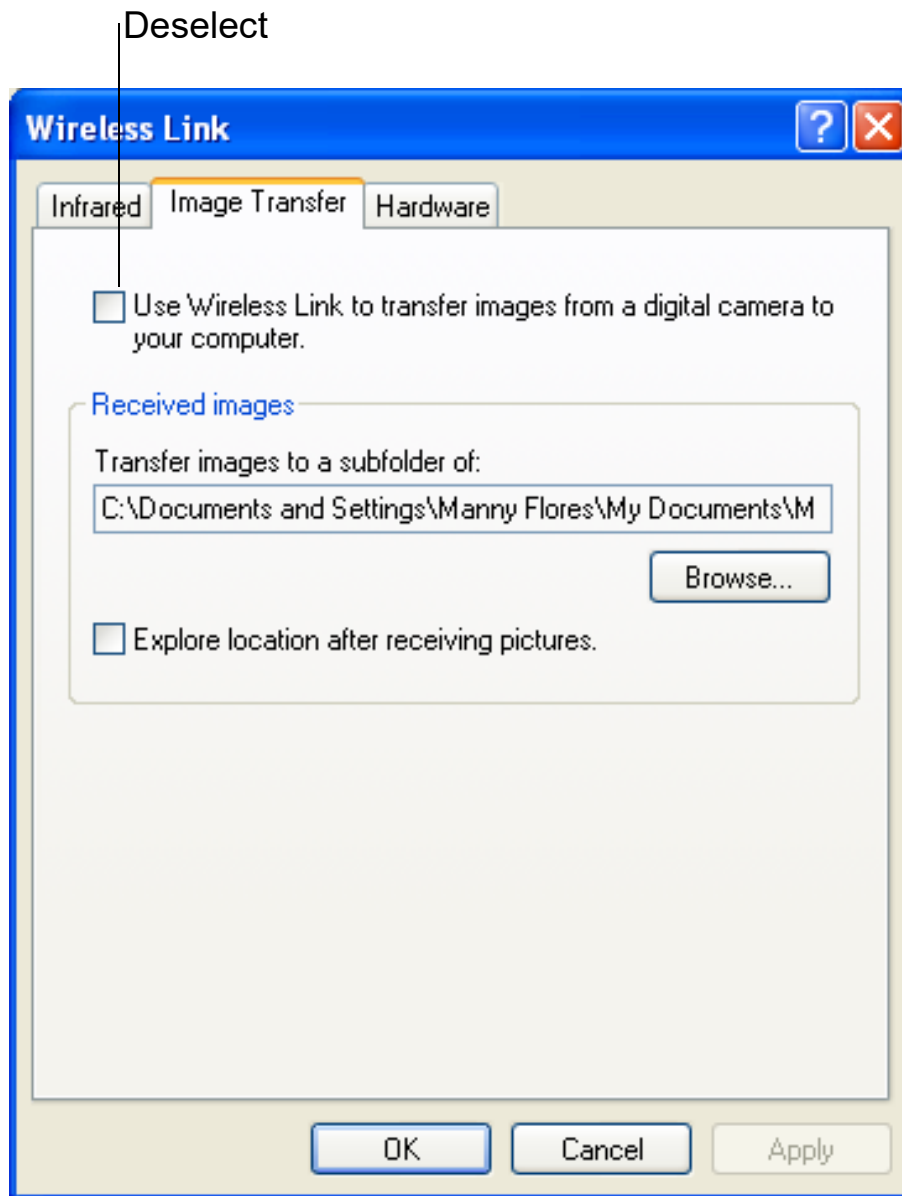 Deselect
Wireless Link
Infrared Image Transfer Hardware
Use Wireless Link to transfer images from a digital camera to
your computer.
Received images
Transfer images to a subfolder of:
C:\Documents and Settings\Manny Flores\My Documents\M
Browse...
Explore location after receiving pictures.
OK Cancel Apply